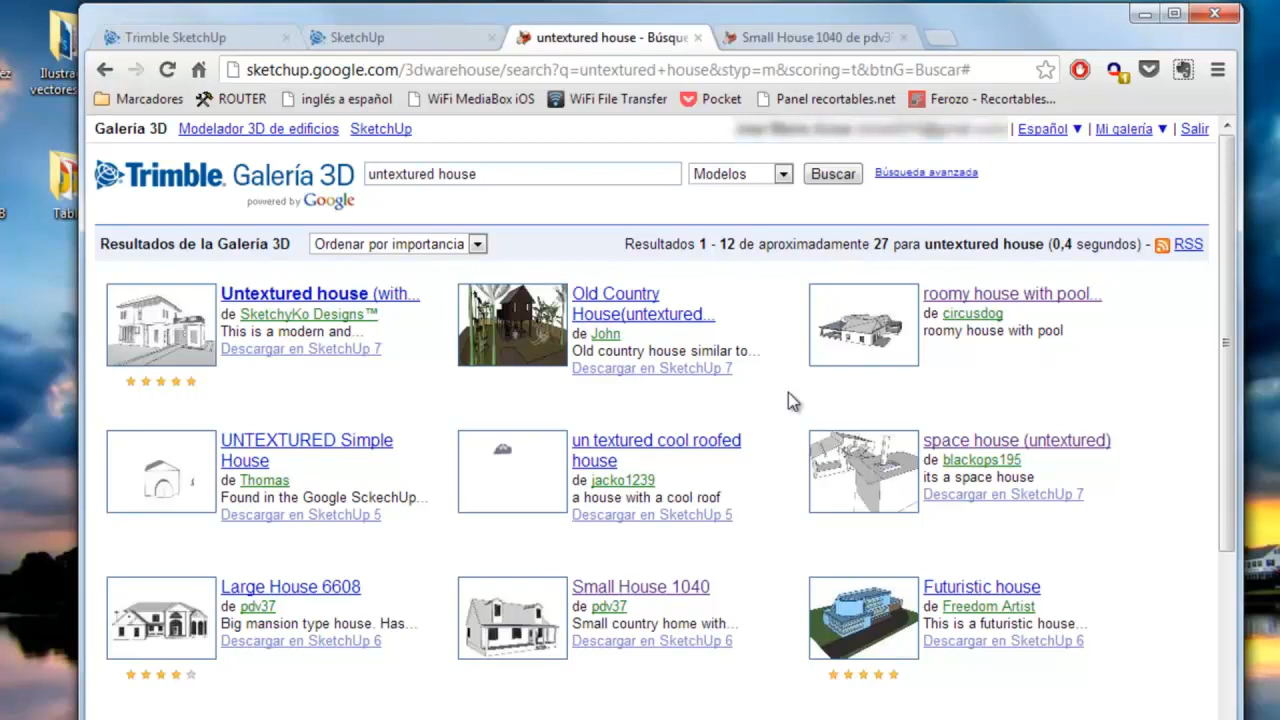 Trimble SketchUp
SketchUp
untextured house - Búsque
Small House 1040 de pdv3
Ilustrac
vectores
sketchup.google.com/3dwarehouse/search?q=untextured+house&styp=m&scoring=t&btnG=Buscar#
Marcadores
ROUTER
inglés a español
WiFi MediaBox iOS
WiFi File Transfer
Pocket
Panel recortables.net
Ferozo - Recortables...
Galería 3D Modelador 3D de edificios SketchUp
| Español ▼ | Mi galería ▼ | Salir
Trimble. Galería 3D
powered by Google
untextured house
Modelos
Buscar
Búsqueda avanzada
Tabl
Resultados de la Galería 3D
Ordenar por importancia
Resultados 1 - 12 de aproximadamente 27 para untextured house (0,4 segundos) - RSS
Untextured house (with...
de SketchyKo Designs™
This is a modern and...
Descargar en SketchUp 7
Old Country
House(untextured...
de John
Old country house similar to...
Descargar en SketchUp 7
roomy house with pool...
de circusdog
roomy house with pool
UNTEXTURED Simple
House
de Thomas
Found in the Google SckechUp...
Descargar en SketchUp 5
un textured cool roofed
house
de jacko1239
a house with a cool roof
Descargar en SketchUp 5
space house (untextured)
de blackops195
its a space house
Descargar en SketchUp 7
Large House 6608
de pdv37
Big mansion type house. Has...
Descargar en SketchUp 6
Small House 1040
de pdv37
Small country home with...
Descargar en SketchUp 6
Futuristic house
de Freedom Artist
This is a futuristic house...
Descargar en SketchUp 6